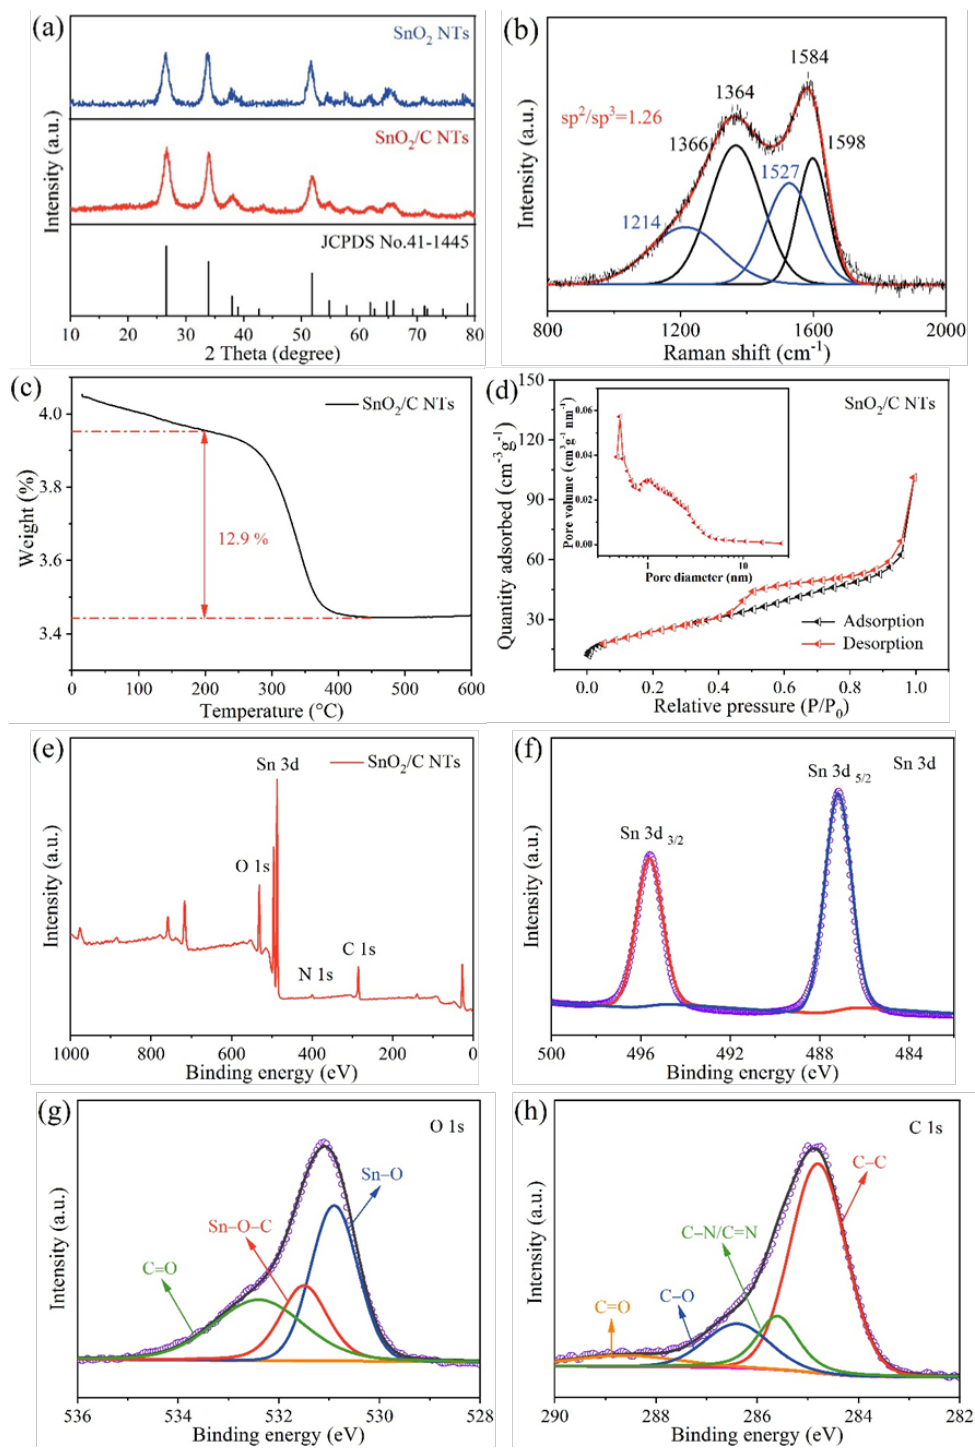 (a)
SnO2 NTs
SnO2/C NTs
JCPDS No.41-1445
Intensity (a.u.)
10 20 30 40 50 60 70 80
2 Theta (degree)
(b)
1584
1364
sp²/sp³=1.26
1366
1598
1527
1214
Intensity (a.u.)
800 1200 1600 2000
Raman shift (cm⁻¹)
(c)
SnO2/C NTs
4.0
3.8
3.6
3.4
Weight (%)
12.9 %
0 100 200 300 400 500 600
Temperature (°C)
(d)
SnO2/C NTs
150
120
90
60
30
Quantity adsorbed (cm⁻³g⁻¹)
0.06
0.04
0.02
0.00
Pore volume (cm³g⁻¹ nm⁻¹)
1 10
Pore diameter (nm)
Adsorption
Desorption
0.0 0.2 0.4 0.6 0.8 1.0
Relative pressure (P/P0)
(e)
Sn 3d
SnO2/C NTs
O 1s
N 1s
C 1s
Intensity (a.u.)
1000 800 600 400 200 0
Binding energy (eV)
(f)
Sn 3d 5/2
Sn 3d
Sn 3d 3/2
Intensity (a.u.)
500 496 492 488 484
Binding energy (eV)
(g)
O 1s
Sn–O
Sn–O–C
C=O
Intensity (a.u.)
536 534 532 530 528
Binding energy (eV)
(h)
C 1s
C–C
C–N/C=N
C–O
C=O
Intensity (a.u.)
290 288 286 284 282
Binding energy (eV)